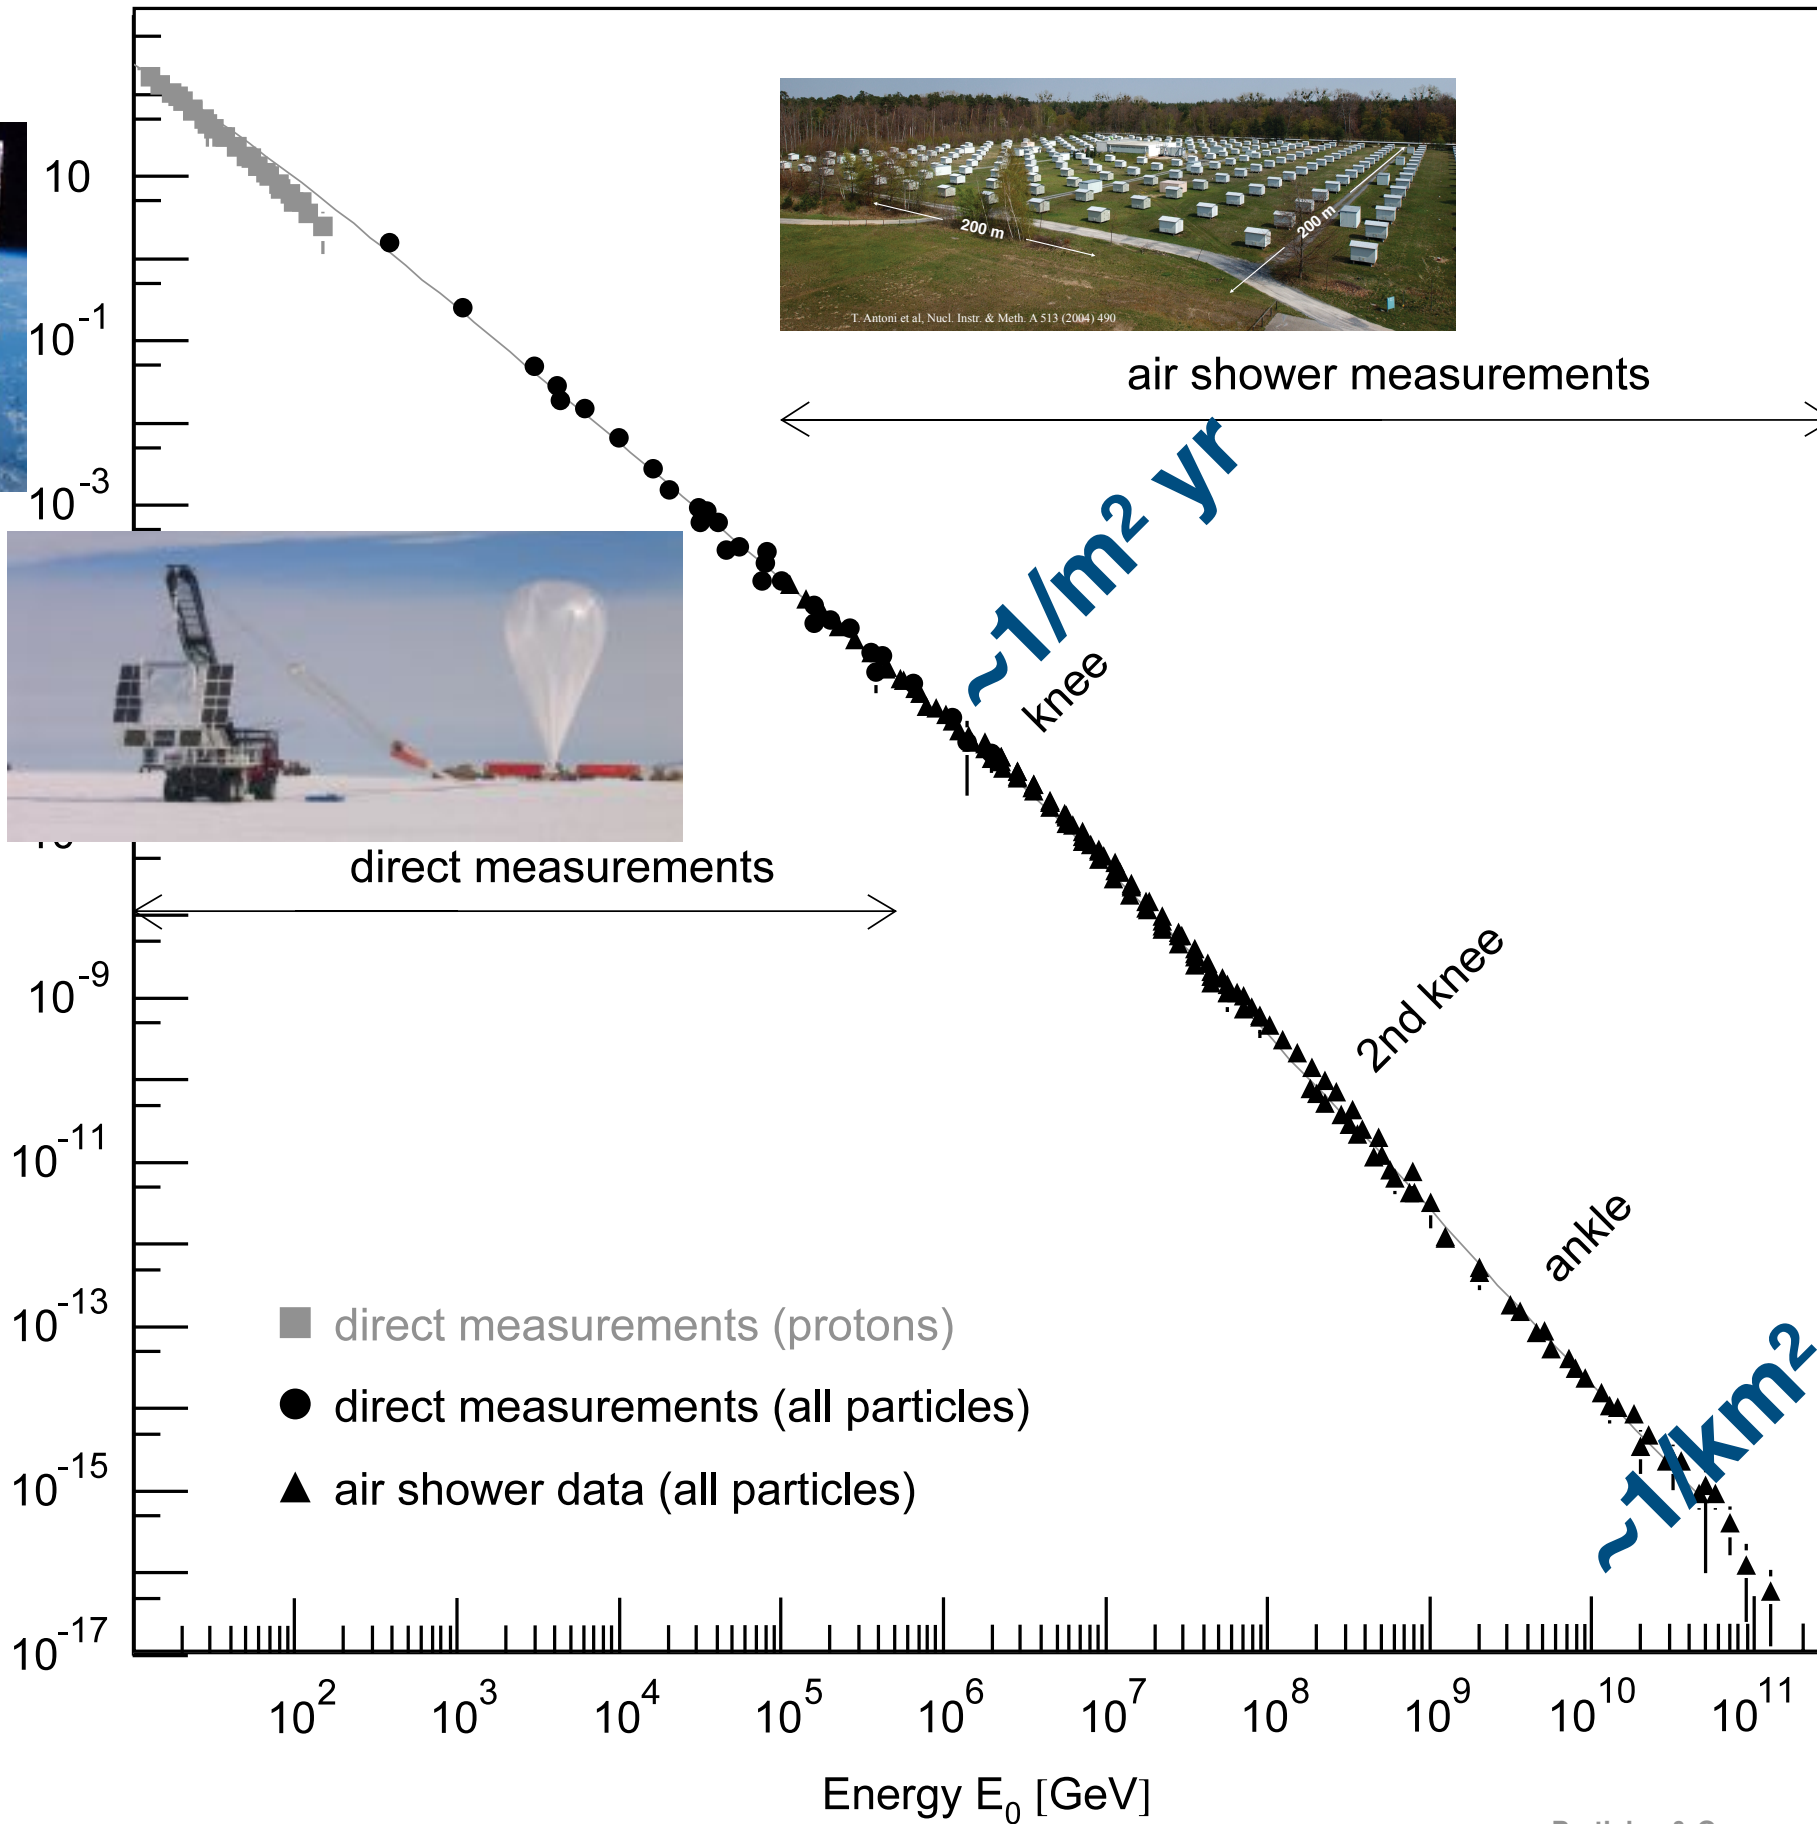 10
10^-1
10^-3
10^-9
10^-11
10^-13
10^-15
10^-17
200 m
200 m
T. Antoni et al, Nucl. Instr. & Meth. A 513 (2004) 490
air shower measurements
~1/m² yr
knee
direct measurements
2nd knee
ankle
~1/km²
direct measurements (protons)
direct measurements (all particles)
air shower data (all particles)
10^2 10^3 10^4 10^5 10^6 10^7 10^8 10^9 10^10 10^11
Energy E_0 [GeV]